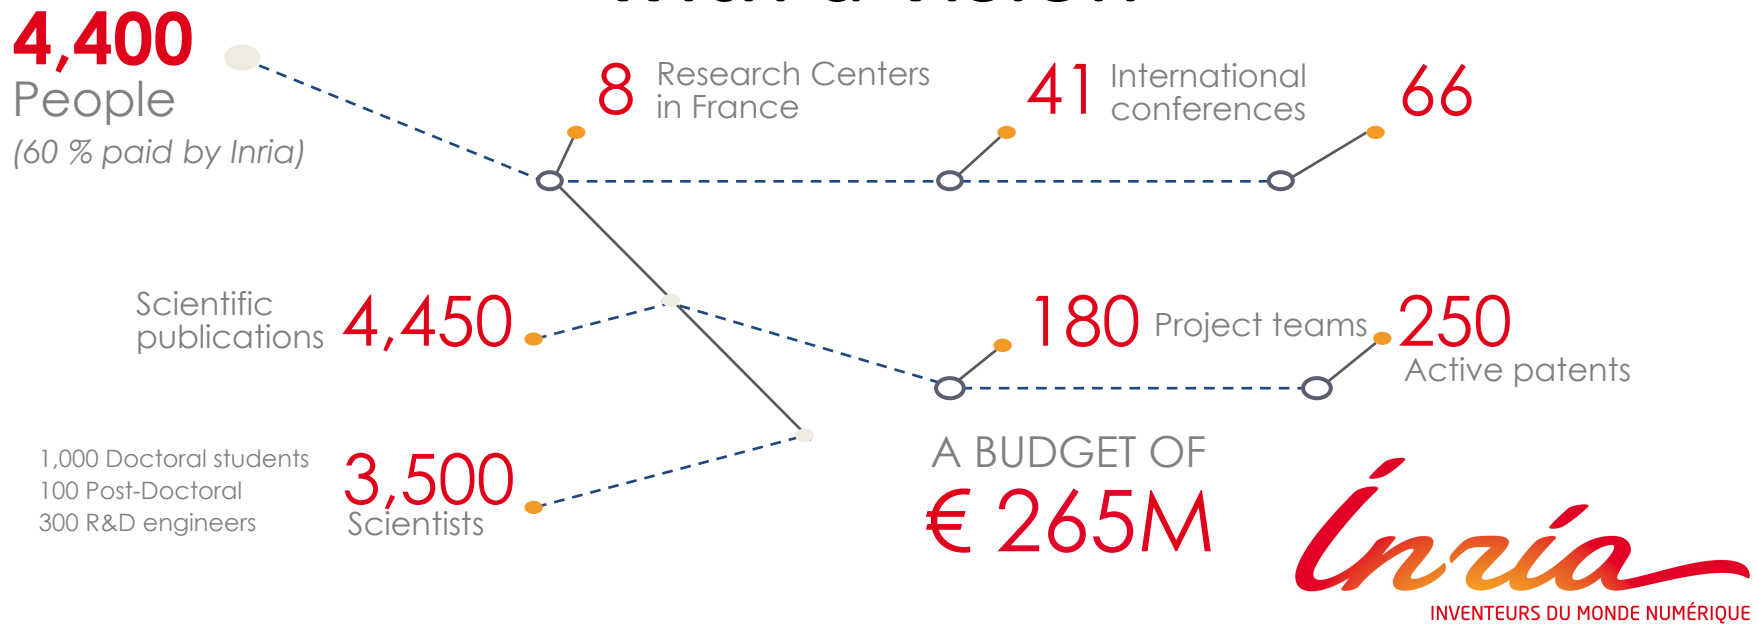 with a vision
4,400
People
(60 % paid by Inria)
8
Research Centers
in France
41
International
conferences
66
Scientific
publications
4,450
180
Project teams
250
Active patents
1,000 Doctoral students
100 Post-Doctoral
300 R&D engineers
3,500
Scientists
A BUDGET OF
€ 265M
Inria
INVENTEURS DU MONDE NUMÉRIQUE